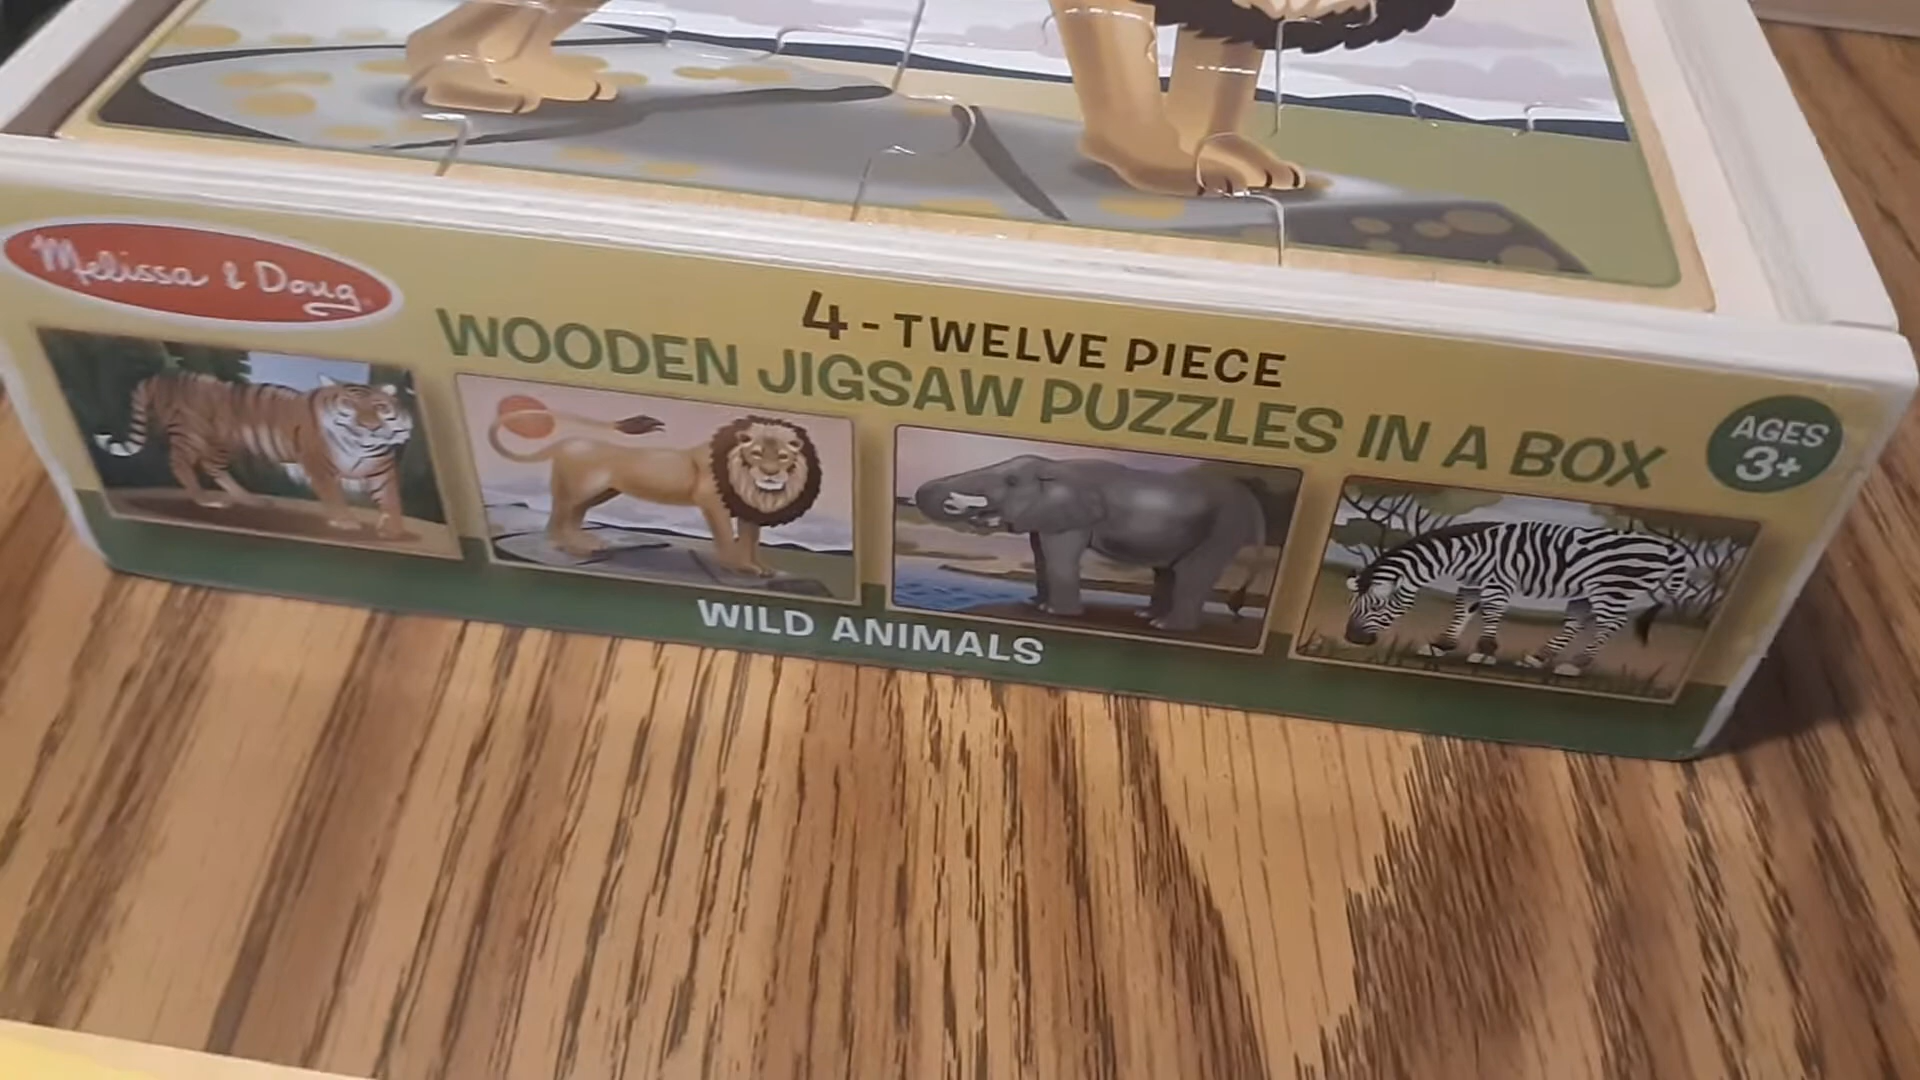 Melissa & Doug
4-TWELVE PIECE
WOODEN JIGSAW PUZZLES IN A BOX
AGES
3+
WILD ANIMALS